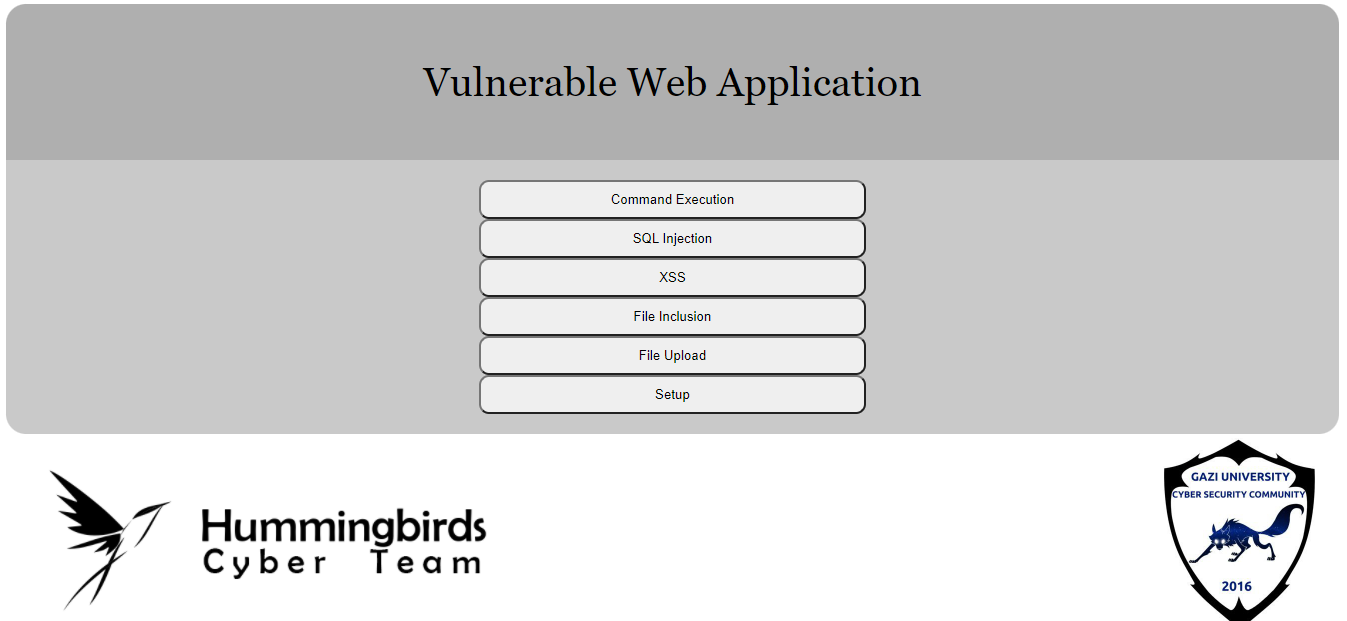 Vulnerable Web Application
Command Execution
SQL Injection
XSS
File Inclusion
File Upload
Setup
Hummingbirds
Cyber Team
GAZI UNIVERSITY
CYBER SECURITY COMMUNITY
2016